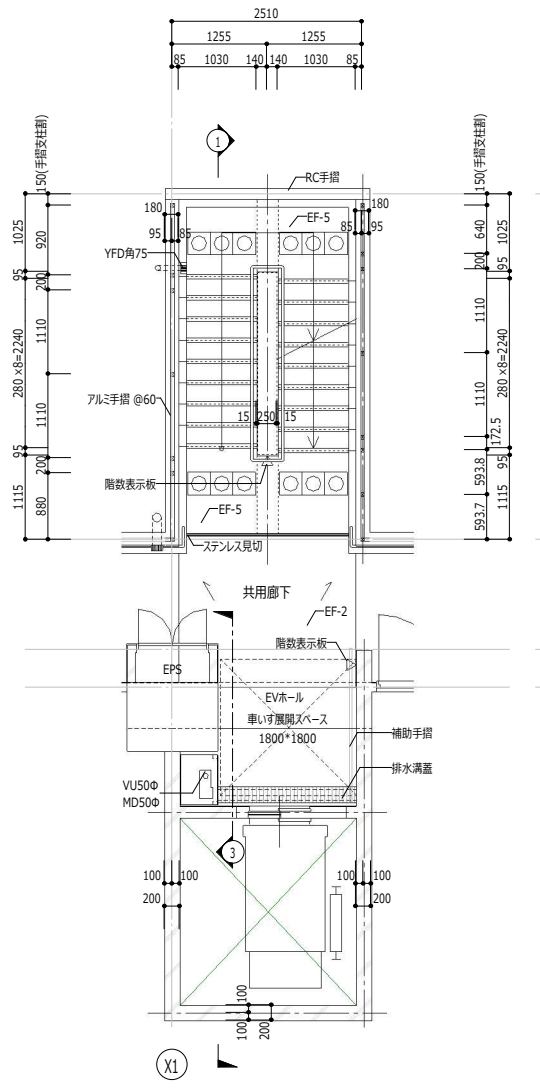 2510
1255 1255
85 1030 140 140 1030 85
1
150(手摺支柱割)
150(手摺支柱割)
RC手摺
180
180
EF-5
95 85
85 95
YFD角75
1025 920
95 200
1110
280 ×8=2240
1110
95 200
1115 880
640 1025
200 95
1110
280 ×8=2240
1110
172.5
593.8 95
593.7 1115
アルミ手摺 @60
15 250 15
階数表示板
EF-5
ステンレス見切
共用廊下
EF-2
階数表示板
EPS
EVホール
車いす展開スペース
1800*1800
補助手摺
排水溝蓋
VU50Φ
MD50Φ
3
100 100
200
100 100
200
100
100
200
X1